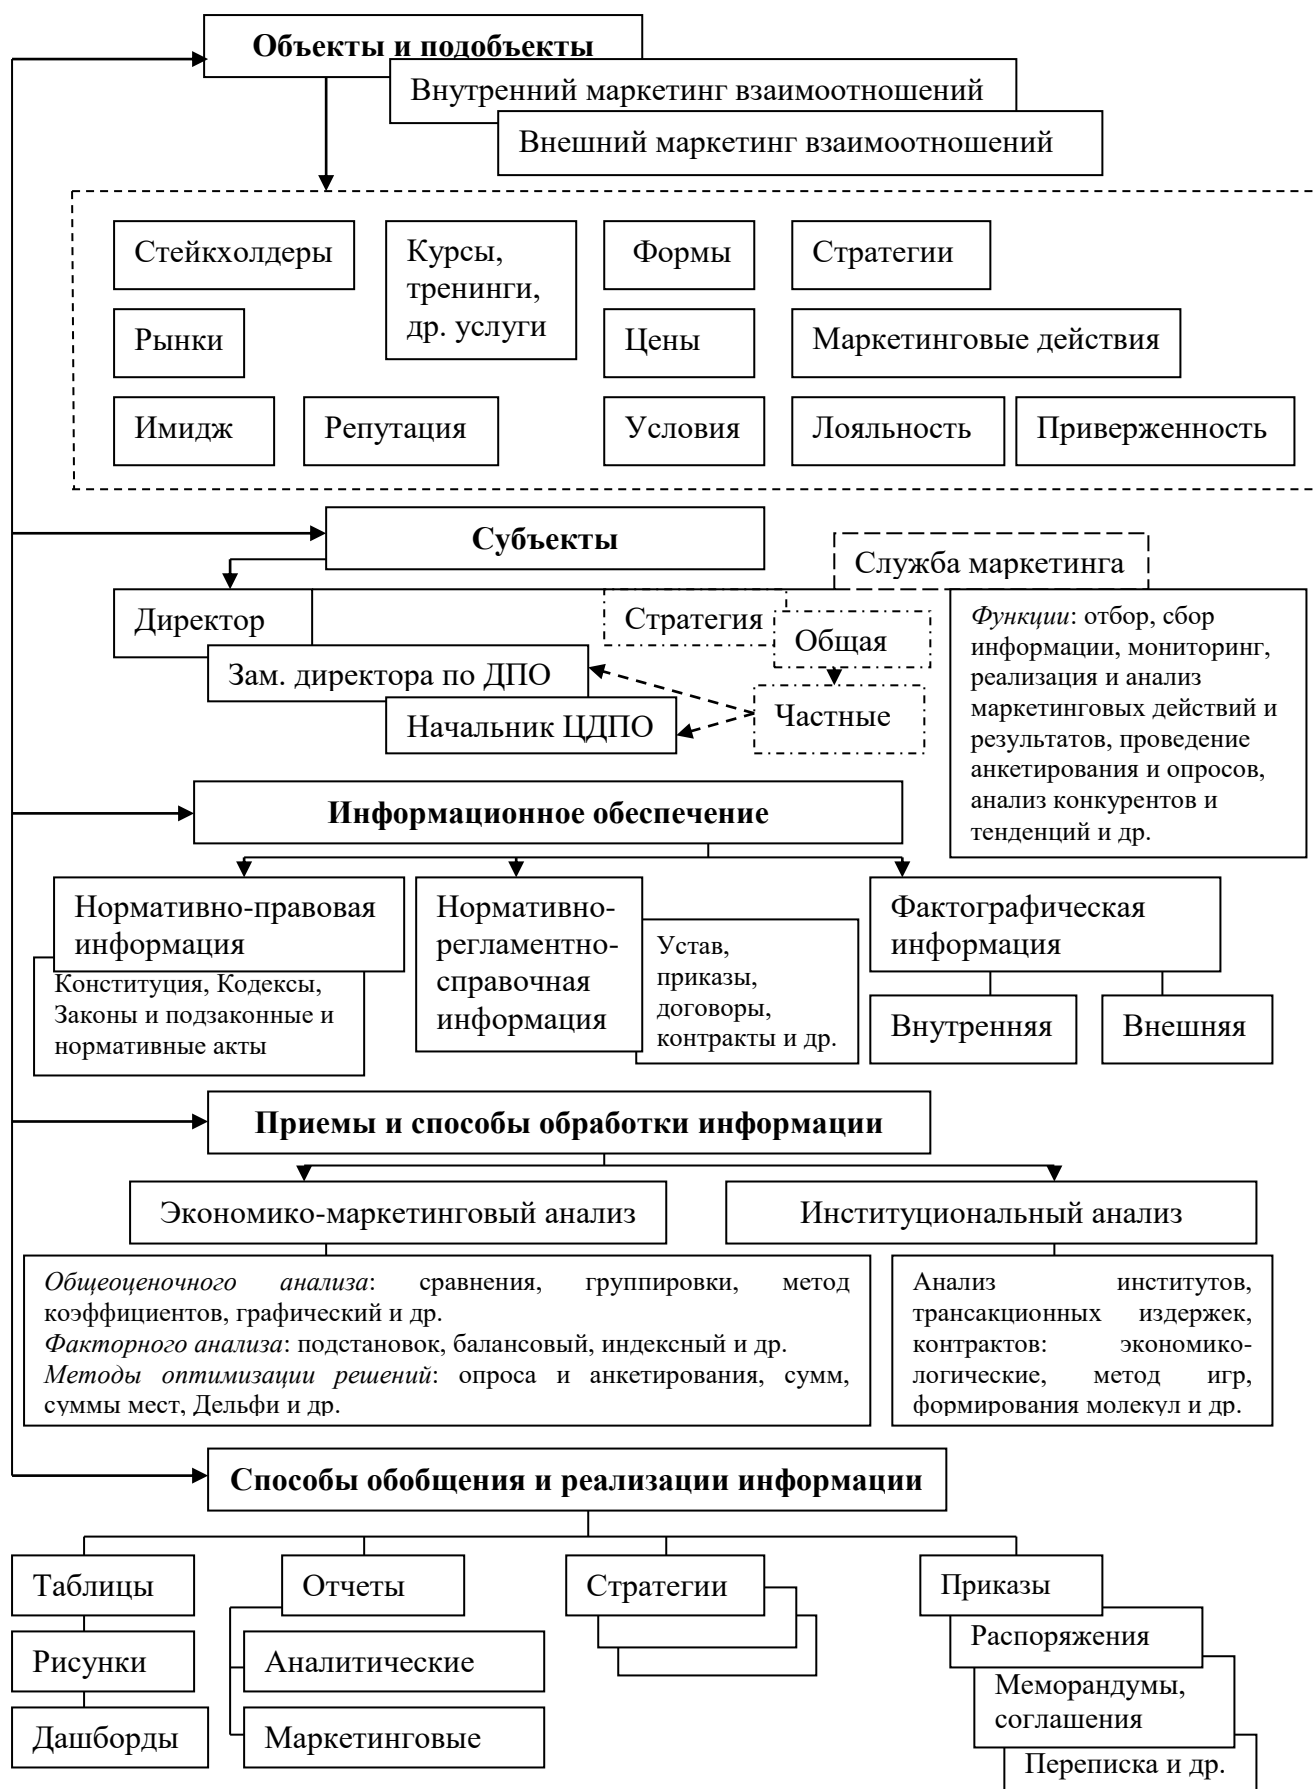 Объекты и подобъекты
Внутренний маркетинг взаимоотношений
Внешний маркетинг взаимоотношений
Стейкхолдеры
Курсы,
тренинги,
др. услуги
Формы
Стратегии
Рынки
Цены
Маркетинговые действия
Имидж
Репутация
Условия
Лояльность
Приверженность
Субъекты
Служба маркетинга
Директор
Стратегия
Общая
Зам. директора по ДПО
Частные
Начальник ЦДПО
Функции: отбор, сбор
информации, мониторинг,
реализация и анализ
маркетинговых действий и
результатов, проведение
анкетирования и опросов,
анализ конкурентов и
тенденций и др.
Информационное обеспечение
Нормативно-правовая
информация
Конституция, Кодексы,
Законы и подзаконные и
нормативные акты
Нормативно-
регламентно-
справочная
информация
Устав,
приказы,
договоры,
контракты и др.
Фактографическая
информация
Внутренняя
Внешняя
Приемы и способы обработки информации
Экономико-маркетинговый анализ
Институциональный анализ
Общеоценочного анализа: сравнения, группировки, метод
коэффициентов, графический и др.
Факторного анализа: подстановок, балансовый, индексный и др.
Методы оптимизации решений: опроса и анкетирования, сумм,
суммы мест, Дельфи и др.
Анализ институтов,
трансакционных издержек,
контрактов: экономико-
логические, метод игр,
формирования молекул и др.
Способы обобщения и реализации информации
Таблицы
Рисунки
Дашборды
Отчеты
Аналитические
Маркетинговые
Стратегии
Приказы
Распоряжения
Меморандумы,
соглашения
Переписка и др.